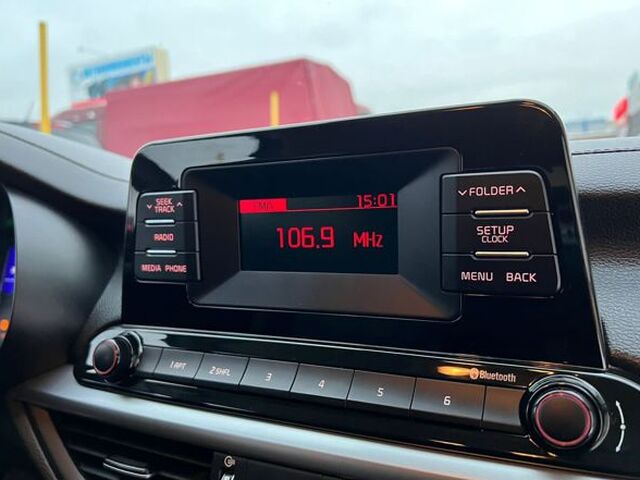 SEEK
TRACK
RADIO
MEDIA PHONE
FM
15:01
106.9 MHz
FOLDER
SETUP
CLOCK
MENU BACK
Bluetooth
1 RPT
2 SHFL
3
4
5
6